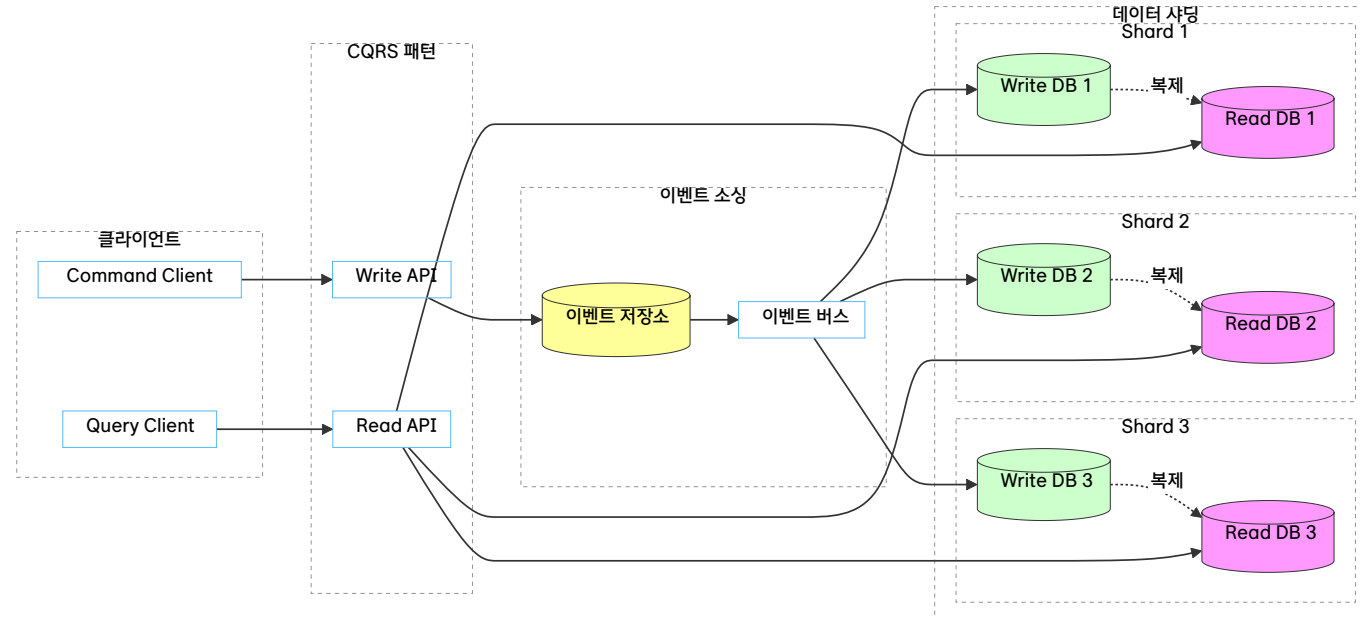 데이터 샤딩
Shard 1
CQRS 패턴
Write DB 1
복제
Read DB 1
이벤트 소싱
클라이언트
Shard 2
Command Client
Write API
Write DB 2
복제
이벤트 저장소
이벤트 버스
Read DB 2
Query Client
Read API
Shard 3
Write DB 3
복제
Read DB 3